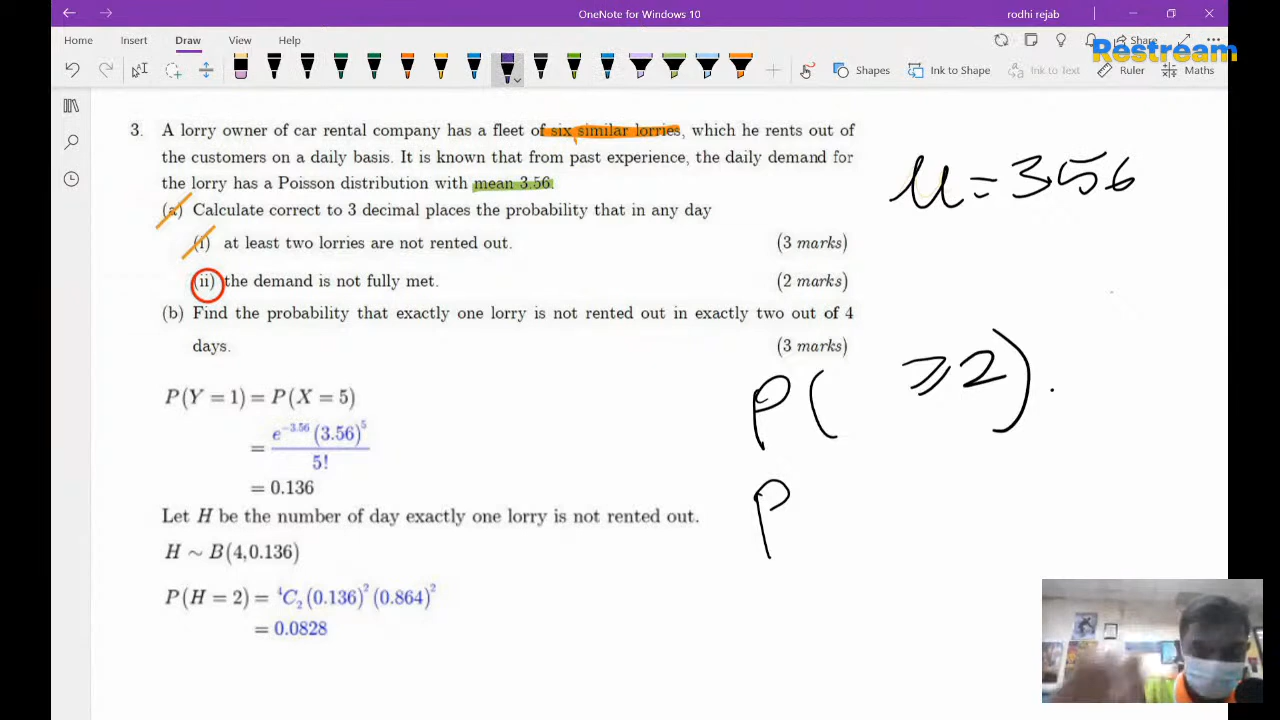 OneNote for Windows 10
rodhi rejab
Home Insert Draw View Help
Share
Restream
Shapes Ink to Shape Ink to Text Ruler Maths
3. A lorry owner of car rental company has a fleet of six similar lorries, which he rents out of
the customers on a daily basis. It is known that from past experience, the daily demand for
the lorry has a Poisson distribution with mean 3.56
(a) Calculate correct to 3 decimal places the probability that in any day
(i) at least two lorries are not rented out. (3 marks)
(ii) the demand is not fully met. (2 marks)
(b) Find the probability that exactly one lorry is not rented out in exactly two out of 4
days. (3 marks)
P(Y = 1) = P(X = 5)
= e^{-3.56} (3.56)^5 / 5!
= 0.136
Let H be the number of day exactly one lorry is not rented out.
H ~ B(4,0.136)
P(H = 2) = ^4C_2 (0.136)^2 (0.864)^2
= 0.0828
μ = 3.56
P( ⩾2).
P